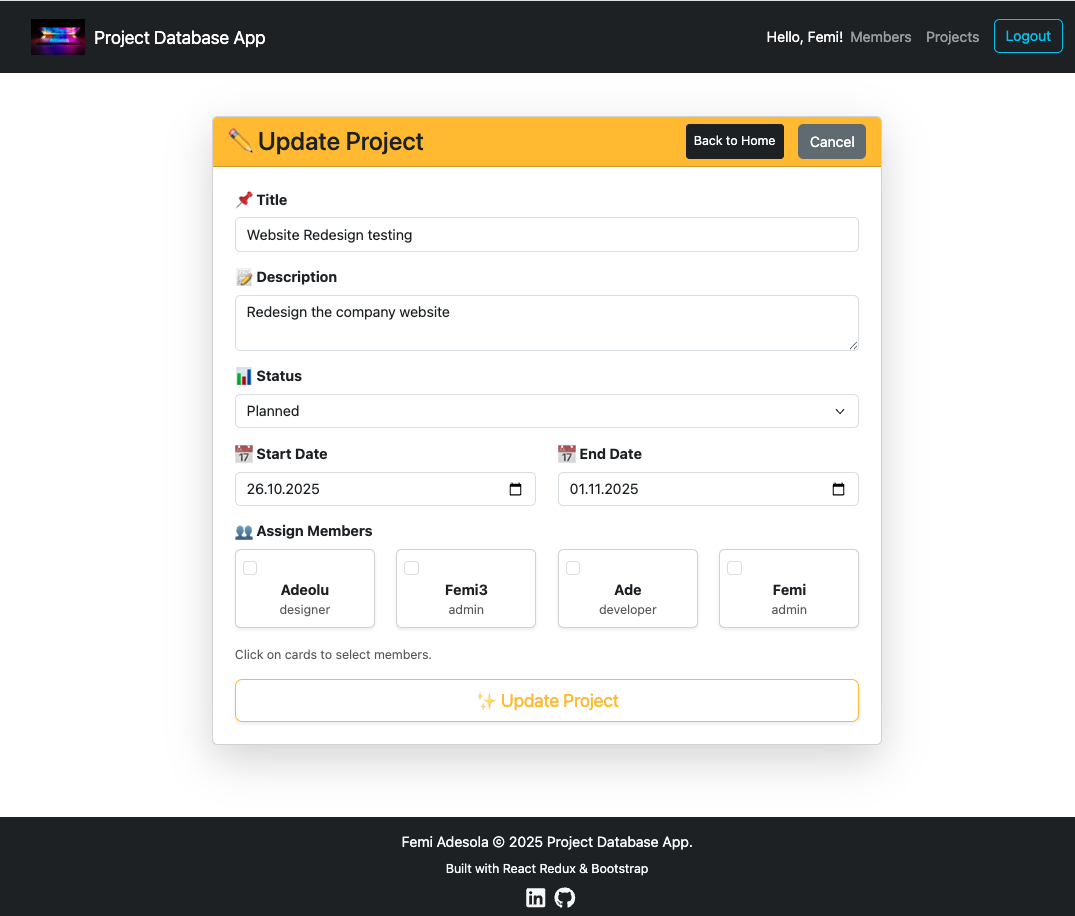 Project Database App
Hello, Femi! Members Projects Logout
Update Project
Back to Home
Cancel
Title
Website Redesign testing
Description
Redesign the company website
Status
Planned
Start Date
End Date
26.10.2025
01.11.2025
Assign Members
Adeolu
designer
Femi3
admin
Ade
developer
Femi
admin
Click on cards to select members.
✨ Update Project
Femi Adesola © 2025 Project Database App.
Built with React Redux & Bootstrap